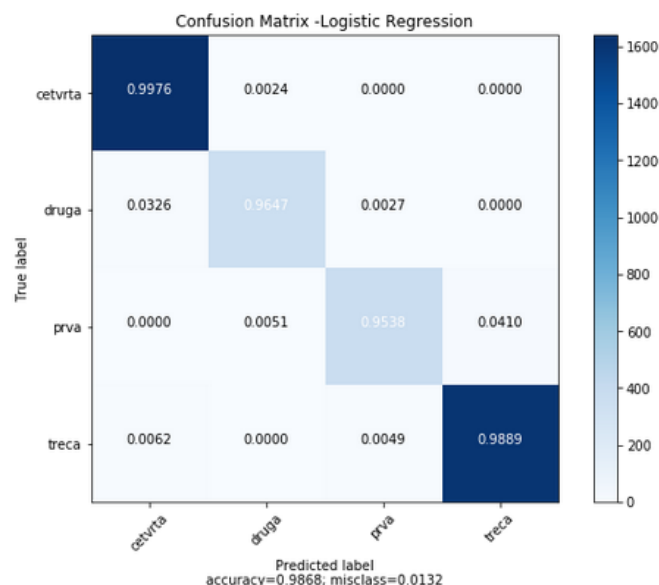 Confusion Matrix -Logistic Regression
cetvrta 0.9976 0.0024 0.0000 0.0000
druga 0.0326 0.9647 0.0027 0.0000
prva 0.0000 0.0051 0.9538 0.0410
treca 0.0062 0.0000 0.0049 0.9889
True label
cetvrta druga prva treca
Predicted label
accuracy=0.9868; misclass=0.0132
1600
1400
1200
1000
800
600
400
200
0